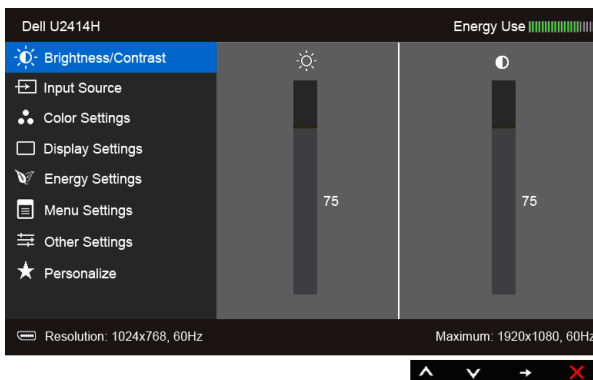 Dell U2414H Energy Use
Brightness/Contrast
Input Source
Color Settings
Display Settings
Energy Settings
Menu Settings
Other Settings
Personalize
75 75
Resolution: 1024x768, 60Hz Maximum: 1920x1080, 60Hz